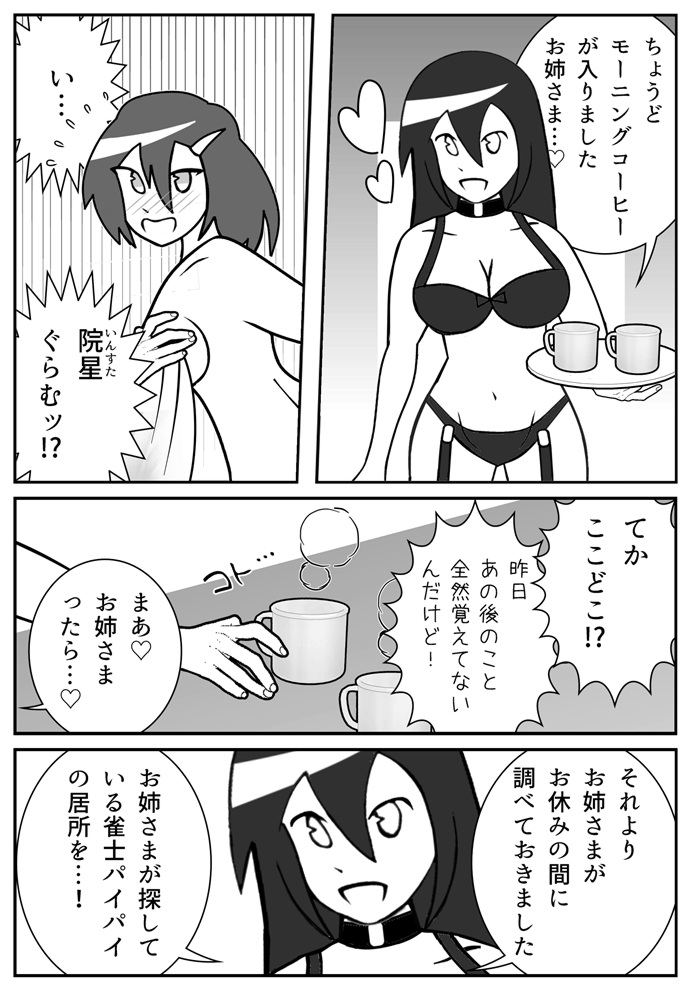 ちょうど
モーニングコーヒー
が入りました
お姉さま…♡
い…
院星
いんすた
ぐらむッ!?
てか
ここどこ!?
昨日
あの後のこと
全然覚えてない
んだけど！
コト…
まあ♡
お姉さま
ったら…♡
それより
お姉さまが
お休みの間に
調べておきました
お姉さまが探して
いる雀士パイパイ
の居所を…！